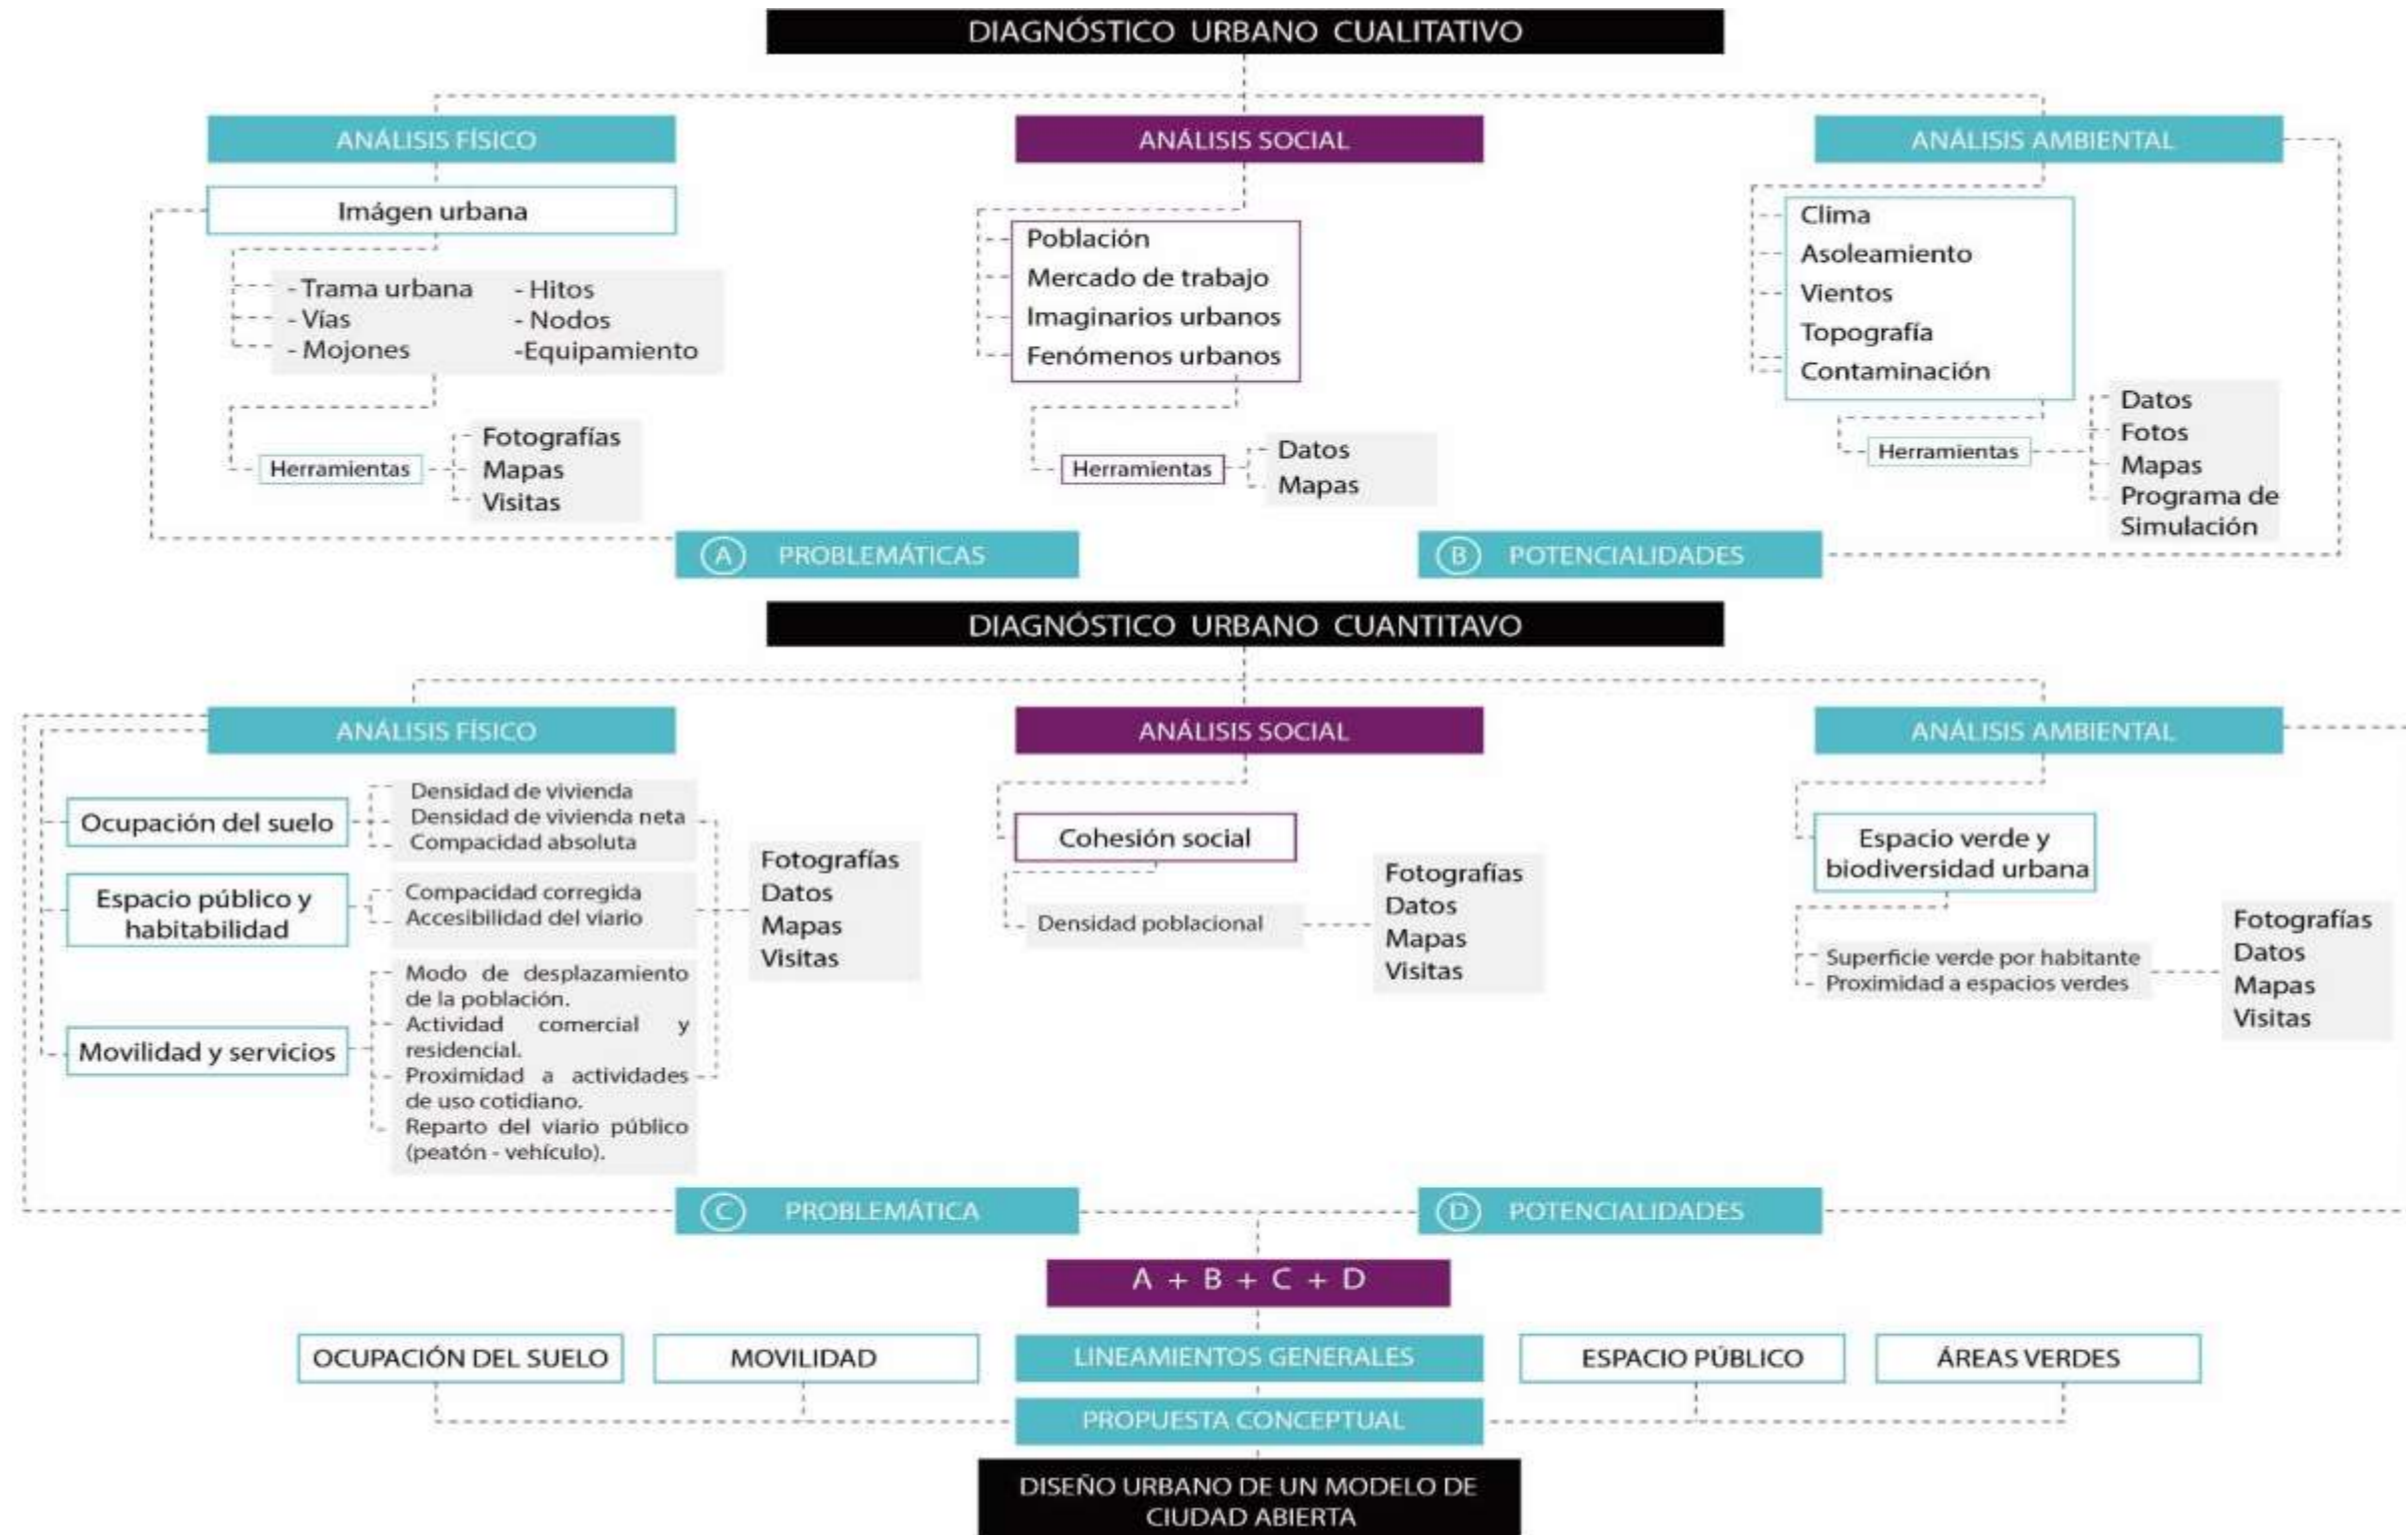 DIAGNÓSTICO URBANO CUALITATIVO
ANÁLISIS FÍSICO
Imágen urbana
- Trama urbana
- Vías
- Mojones
- Hitos
- Nodos
-Equipamiento
Herramientas
Fotografías
Mapas
Visitas
ANÁLISIS SOCIAL
Población
Mercado de trabajo
Imaginarios urbanos
Fenómenos urbanos
Herramientas
Datos
Mapas
ANÁLISIS AMBIENTAL
Clima
Asoleamiento
Vientos
Topografía
Contaminación
Herramientas
Datos
Fotos
Mapas
Programa de
Simulación
A PROBLEMÁTICAS
B POTENCIALIDADES
DIAGNÓSTICO URBANO CUANTITAVO
ANÁLISIS FÍSICO
Ocupación del suelo
Densidad de vivienda
Densidad de vivienda neta
Compacidad absoluta
Espacio público y
habitabilidad
Compacidad corregida
Accesibilidad del viario
Movilidad y servicios
Modo de desplazamiento
de la población.
Actividad comercial y
residencial.
Proximidad a actividades
de uso cotidiano.
Reparto del viario público
(peatón - vehículo).
Fotografías
Datos
Mapas
Visitas
ANÁLISIS SOCIAL
Cohesión social
Densidad poblacional
Fotografías
Datos
Mapas
Visitas
ANÁLISIS AMBIENTAL
Espacio verde y
biodiversidad urbana
Superficie verde por habitante
Proximidad a espacios verdes
Fotografías
Datos
Mapas
Visitas
C PROBLEMÁTICA
D POTENCIALIDADES
A + B + C + D
OCUPACIÓN DEL SUELO
MOVILIDAD
LINEAMIENTOS GENERALES
ESPACIO PÚBLICO
ÁREAS VERDES
PROPUESTA CONCEPTUAL
DISEÑO URBANO DE UN MODELO DE
CIUDAD ABIERTA